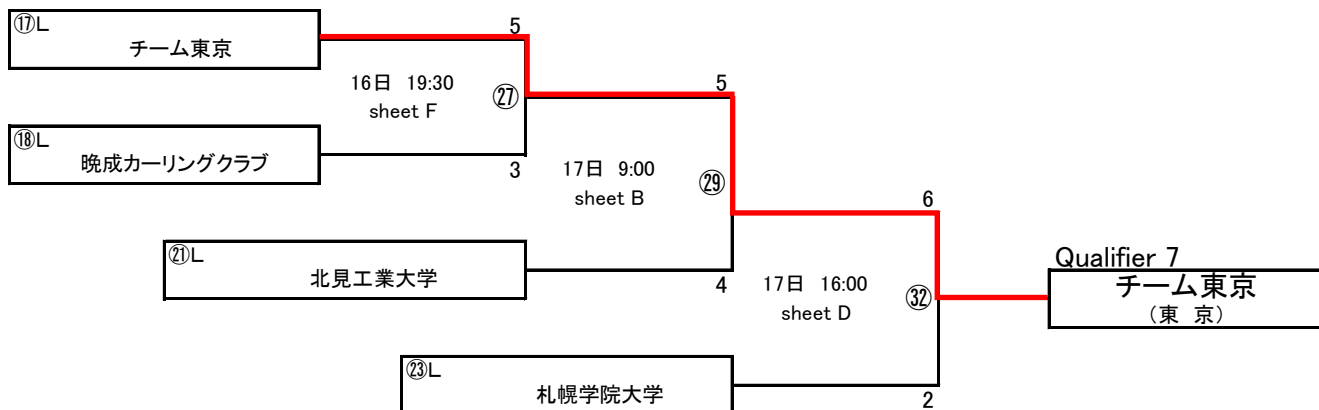 ⑰L
チーム東京
5
16日 19:30
sheet F
㉗
⑱L
晩成カーリングクラブ
3
5
17日 9:00
sheet B
㉙
㉑L
北見工業大学
4
6
17日 16:00
sheet D
㉜
㉓L
札幌学院大学
2
Qualifier 7
チーム東京
（東 京）